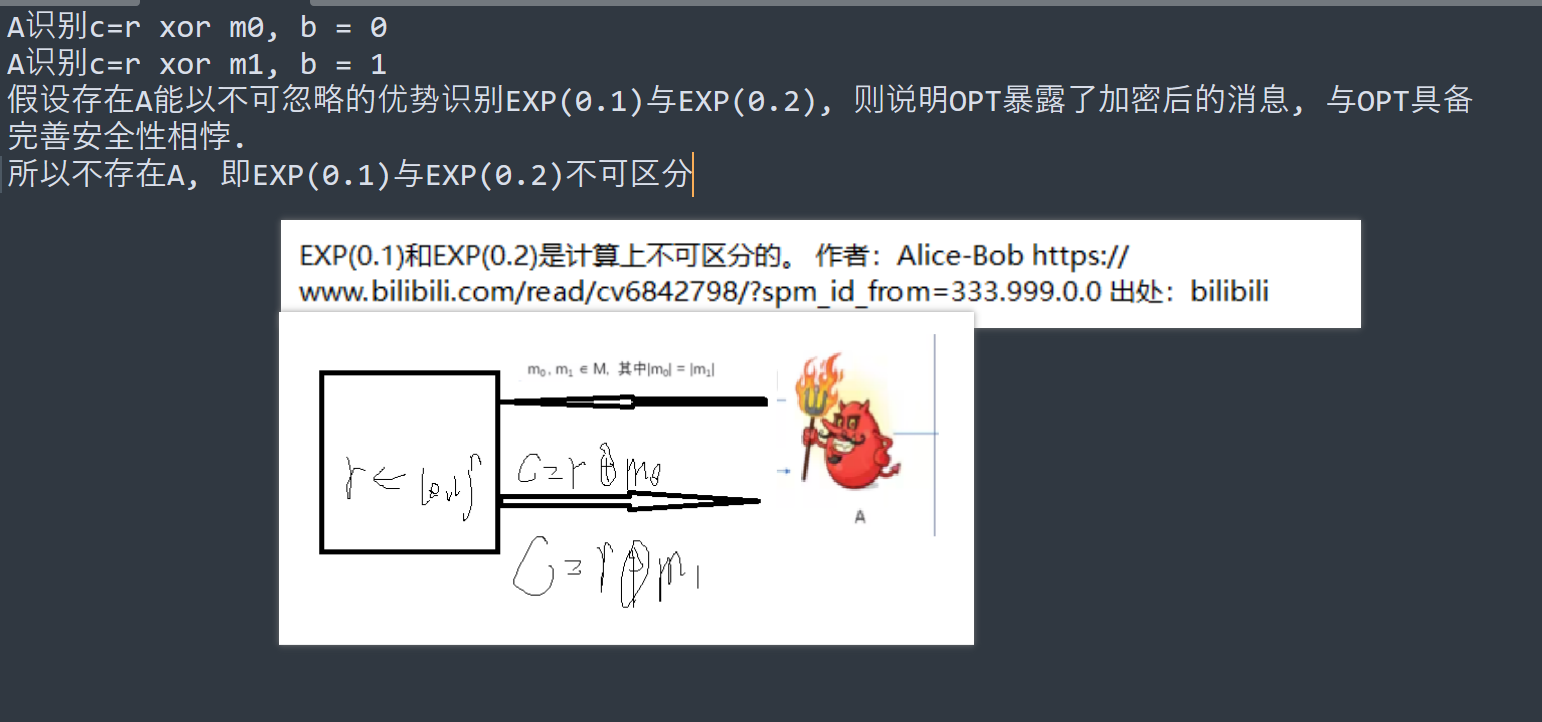 A识别c=r xor m0, b = 0
A识别c=r xor m1, b = 1
假设存在A能以不可忽略的优势识别EXP(0.1)与EXP(0.2), 则说明OPT暴露了加密后的消息, 与OPT具备
完善安全性相悖.
所以不存在A, 即EXP(0.1)与EXP(0.2)不可区分
EXP(0.1)和EXP(0.2)是计算上不可区分的。 作者：Alice-Bob https://
www.bilibili.com/read/cv6842798/?spm_id_from=333.999.0.0 出处：bilibili
m₀, m₁ ∈ M, 其中|m₀| = |m₁|
r ← {0,1}ⁿ
C=r⊕m₀
C=r⊕m₁
A